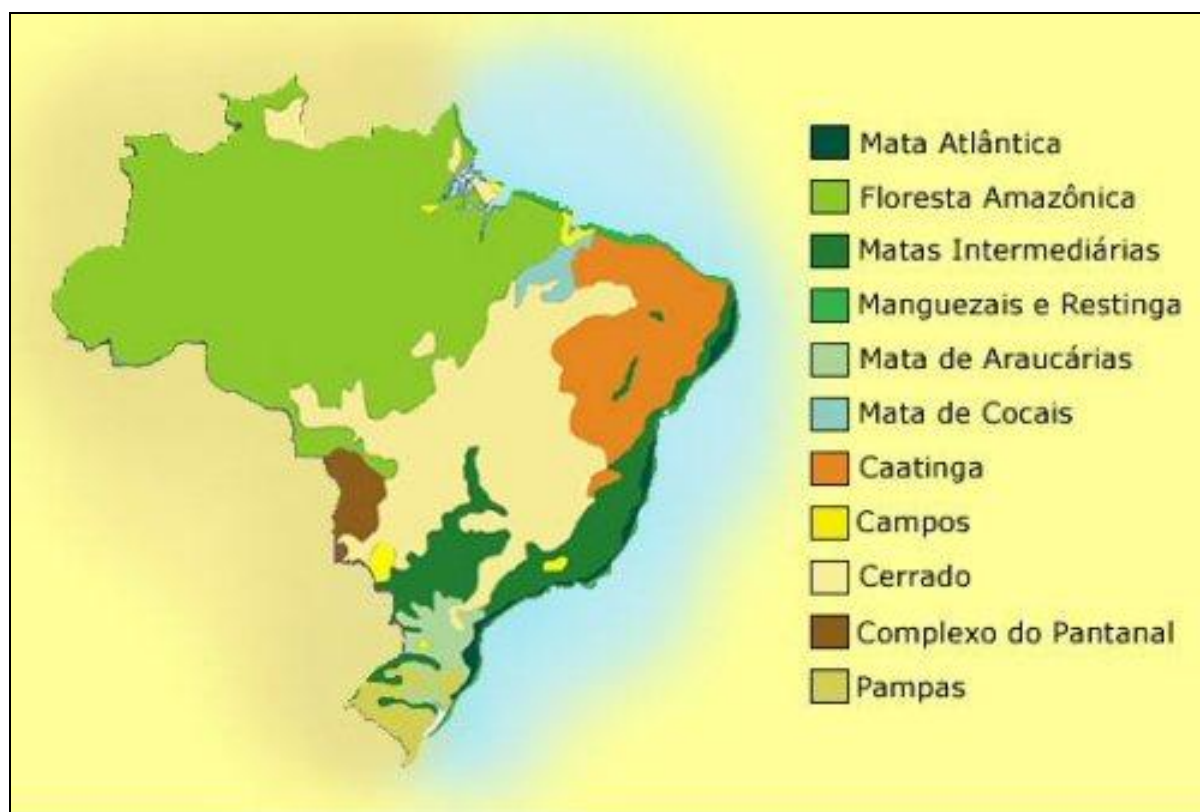 Mata Atlântica
Floresta Amazônica
Matas Intermediárias
Manguezais e Restinga
Mata de Araucárias
Mata de Cocais
Caatinga
Campos
Cerrado
Complexo do Pantanal
Pampas